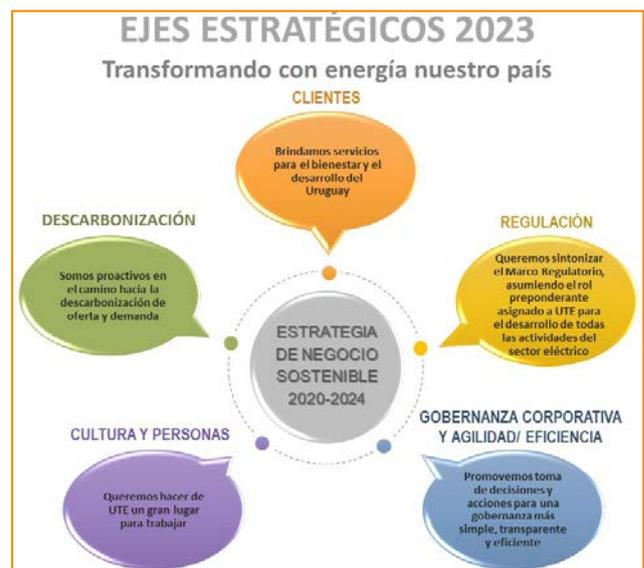 EJES ESTRATÉGICOS 2023
Transformando con energía nuestro país
CLIENTES
Brindamos servicios
para el bienestar y el
desarrollo del
Uruguay
DESCARBONIZACIÓN
Somos proactivos en
el camino hacia la
descarbonización de
oferta y demanda
REGULACIÓN
Queremos sintonizar
el Marco Regulatorio,
asumiendo el rol
preponderante
asignado a UTE para
el desarrollo de todas
las actividades del
sector eléctrico
ESTRATEGIA
DE NEGOCIO
SOSTENIBLE
2020-2024
CULTURA Y PERSONAS
Queremos hacer de
UTE un gran lugar
para trabajar
GOBERNANZA CORPORATIVA
Y AGILIDAD/ EFICIENCIA
Promovemos toma
de decisiones y
acciones para una
gobernanza más
simple, transparente
y eficiente